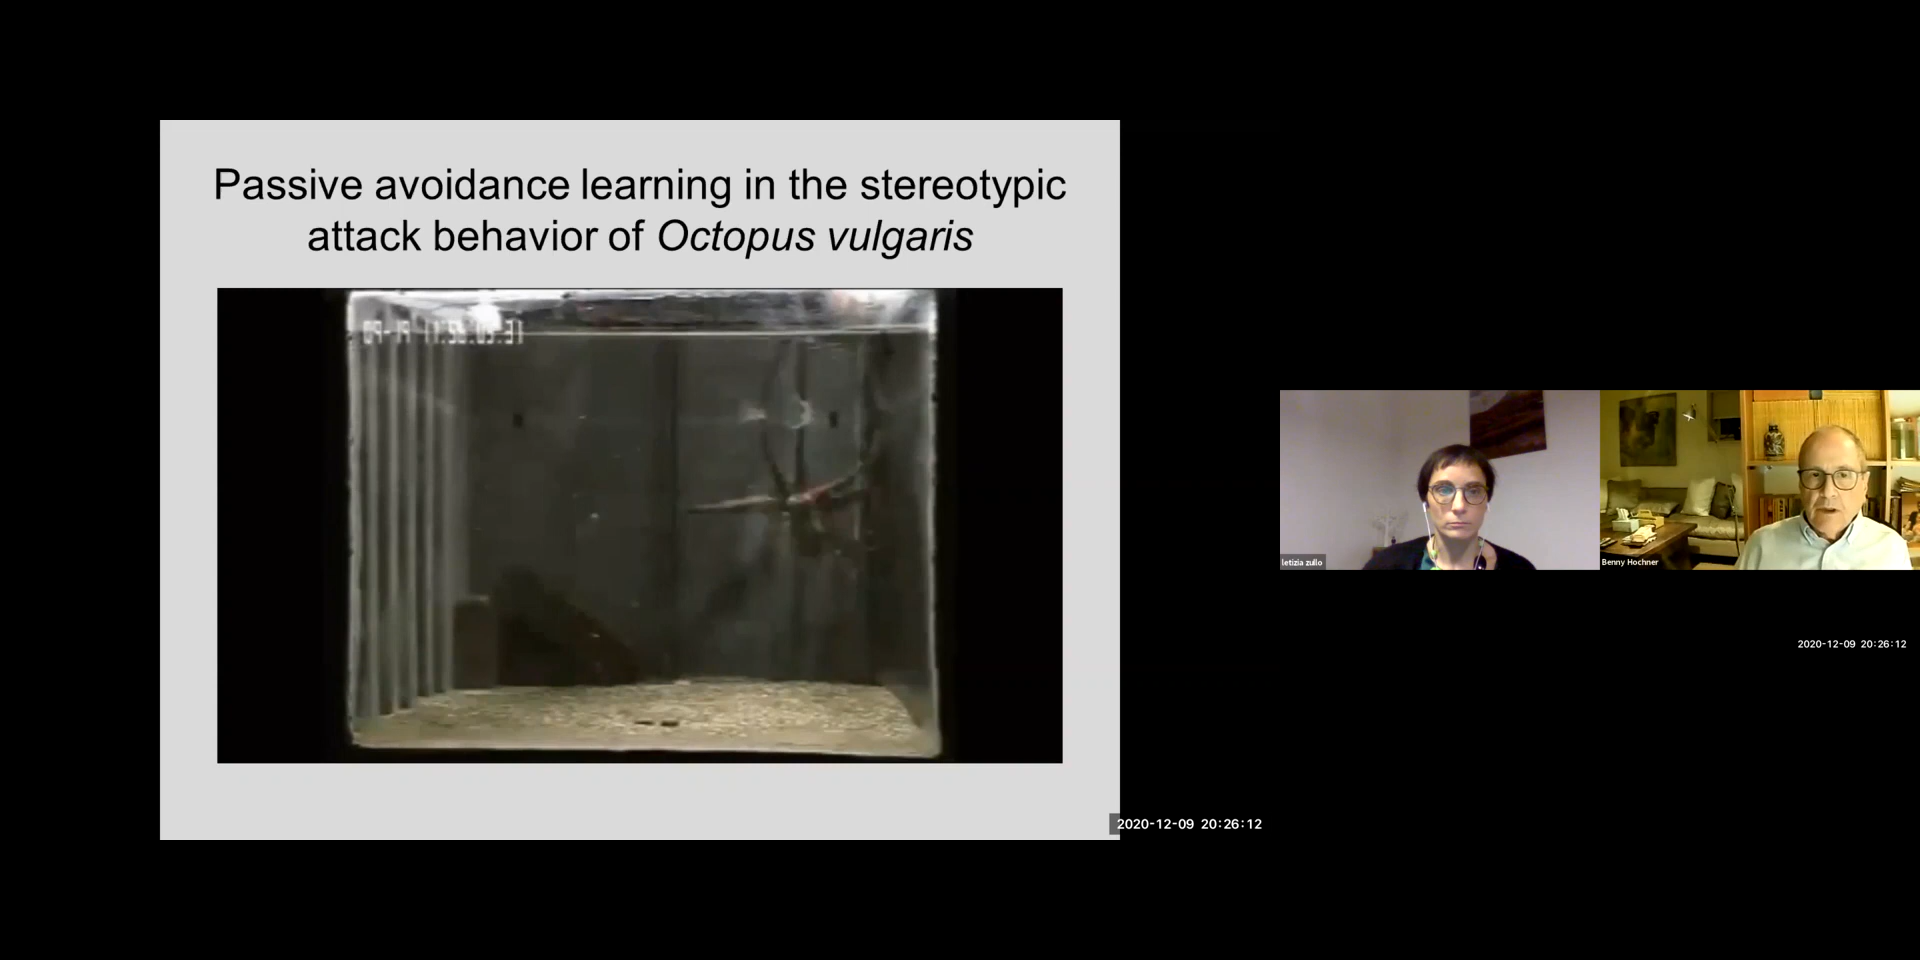 Passive avoidance learning in the stereotypic
attack behavior of Octopus vulgaris
letizia zullo
Benny Hochner
2020-12-09 20:26:12
2020-12-09 20:26:12